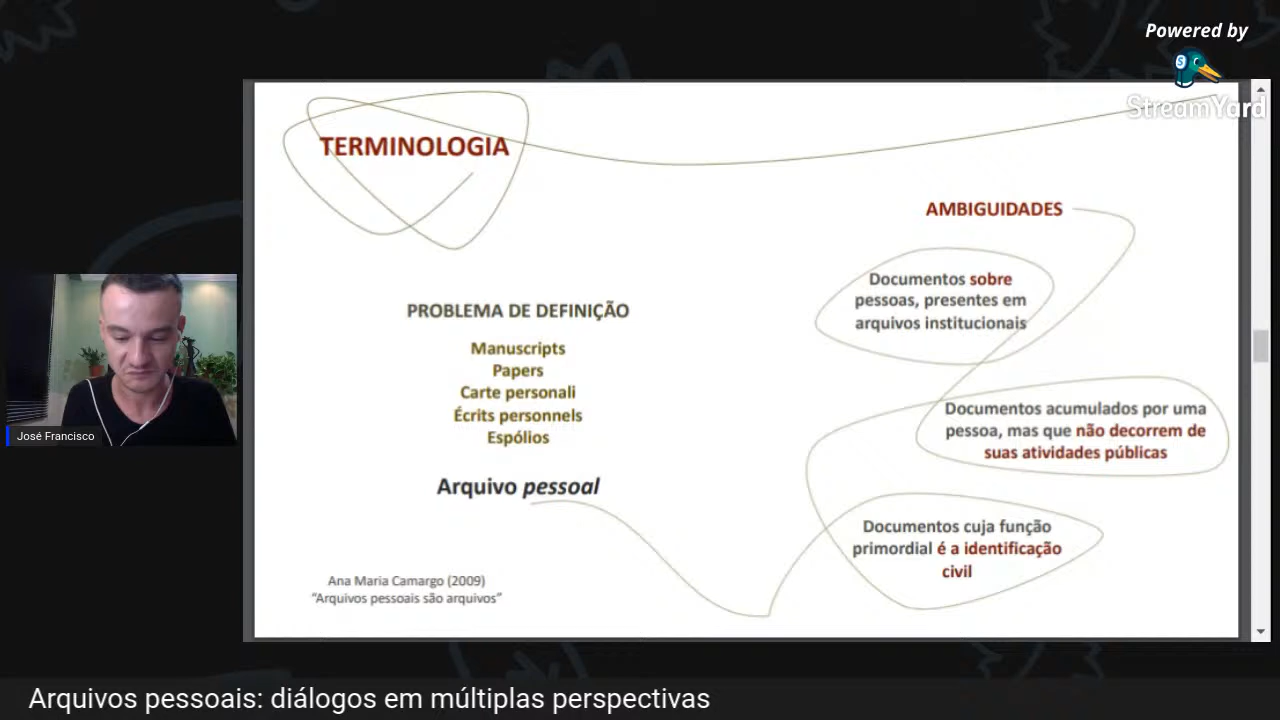 Powered by
StreamYard
TERMINOLOGIA
AMBIGUIDADES
Documentos sobre
pessoas, presentes em
arquivos institucionais
PROBLEMA DE DEFINIÇÃO
Manuscripts
Papers
Carte personali
Écrits personnels
Espólios
Arquivo pessoal
Documentos acumulados por uma
pessoa, mas que não decorrem de
suas atividades públicas
Documentos cuja função
primordial é a identificação
civil
Ana Maria Camargo (2009)
“Arquivos pessoais são arquivos”
José Francisco
Arquivos pessoais: diálogos em múltiplas perspectivas